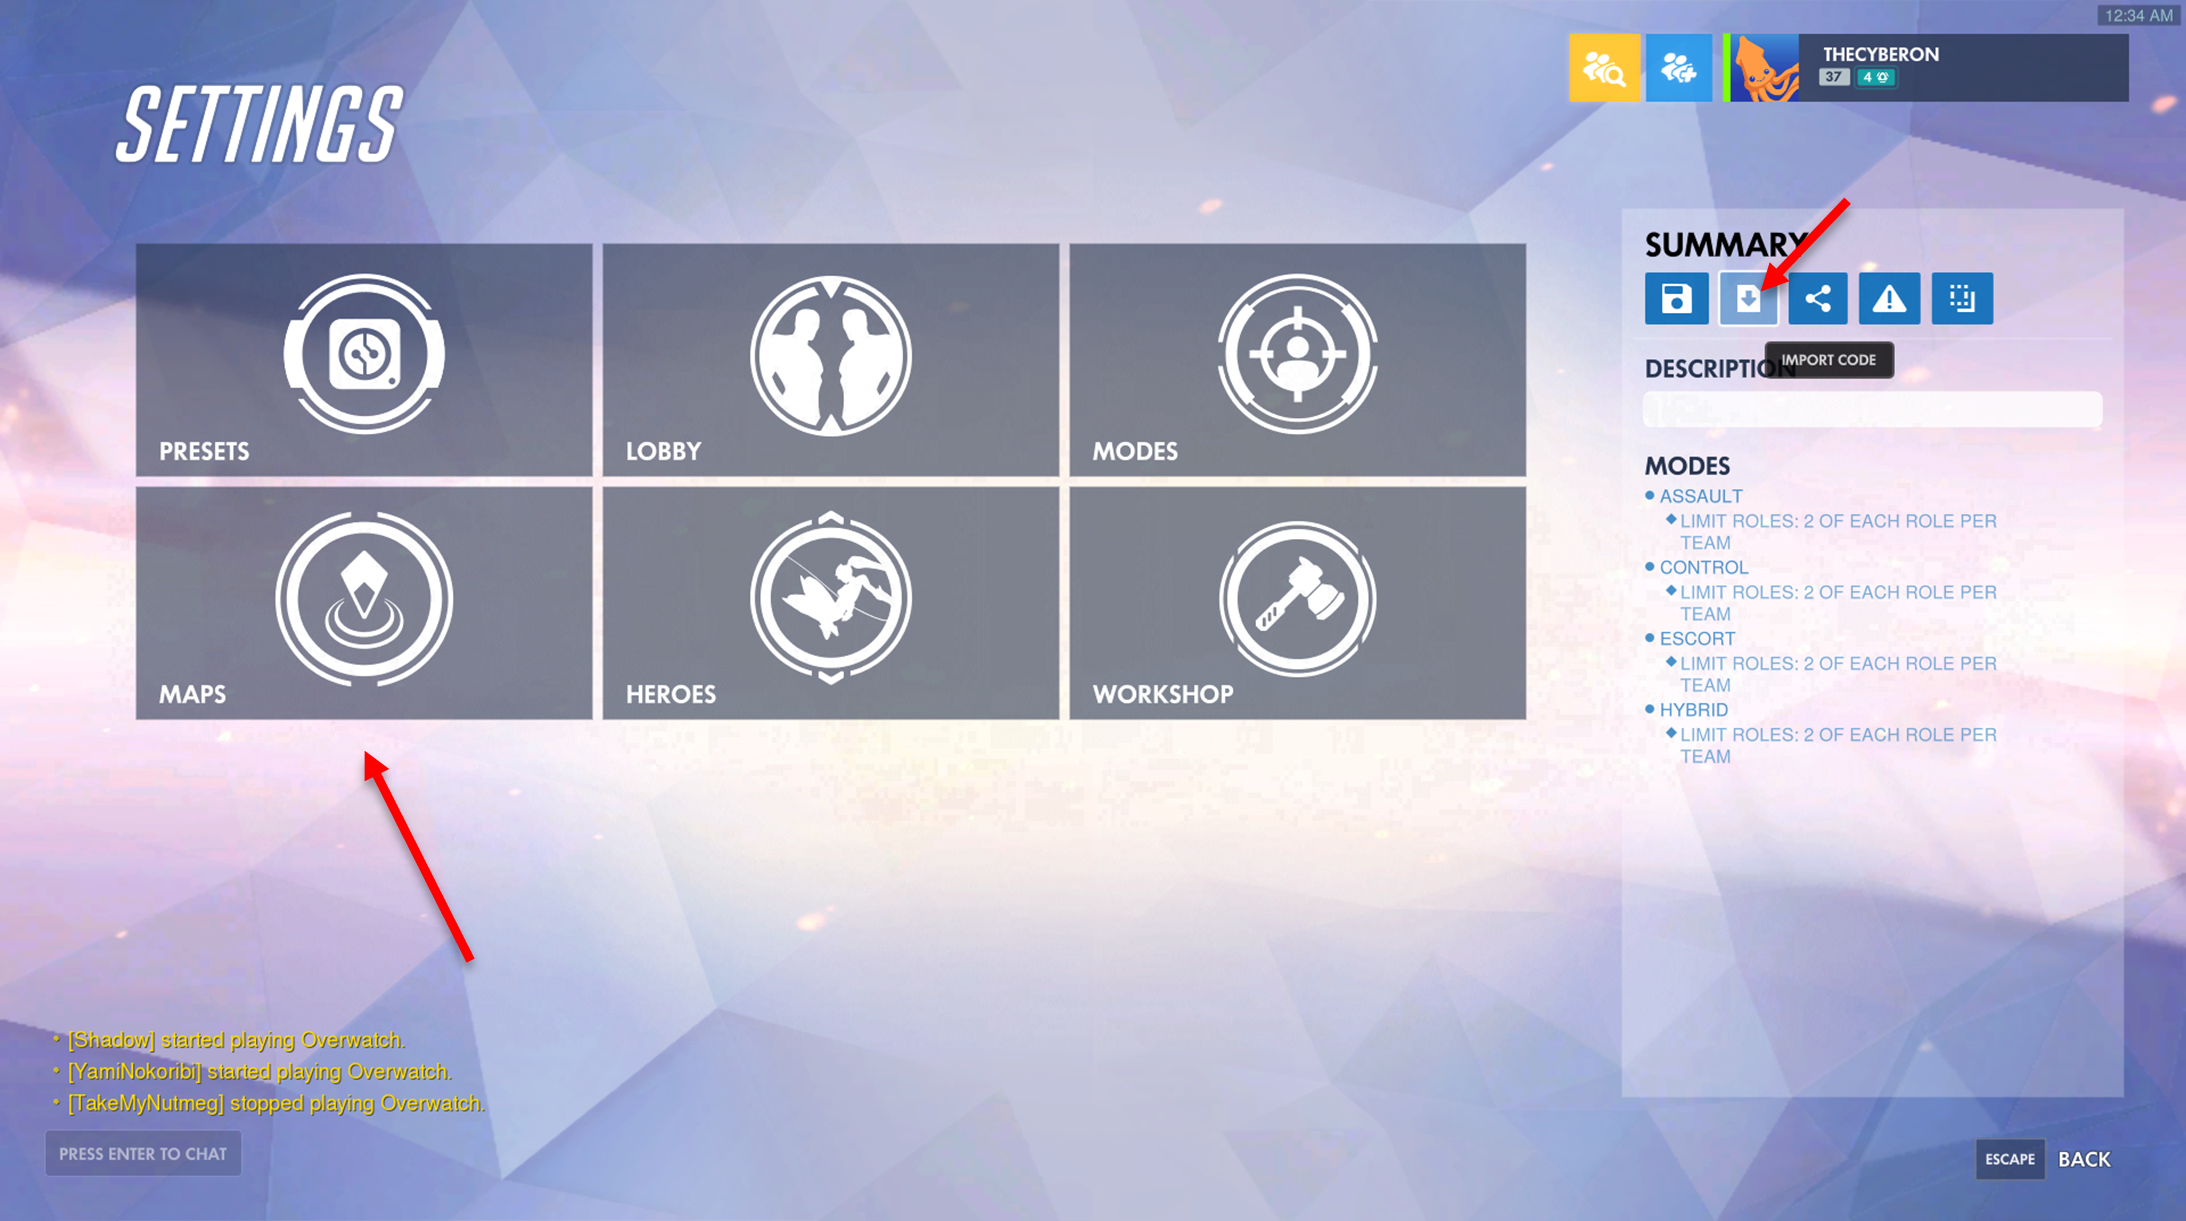 12:34 AM
THECYBERON
37 4
SETTINGS
PRESETS
LOBBY
MODES
MAPS
HEROES
WORKSHOP
SUMMARY
IMPORT CODE
DESCRIPTION
MODES
ASSAULT
LIMIT ROLES: 2 OF EACH ROLE PER
TEAM
CONTROL
LIMIT ROLES: 2 OF EACH ROLE PER
TEAM
ESCORT
LIMIT ROLES: 2 OF EACH ROLE PER
TEAM
HYBRID
LIMIT ROLES: 2 OF EACH ROLE PER
TEAM
[Shadow] started playing Overwatch.
[YamiNokoribi] started playing Overwatch.
[TakeMyNutmeg] stopped playing Overwatch.
PRESS ENTER TO CHAT
ESCAPE BACK